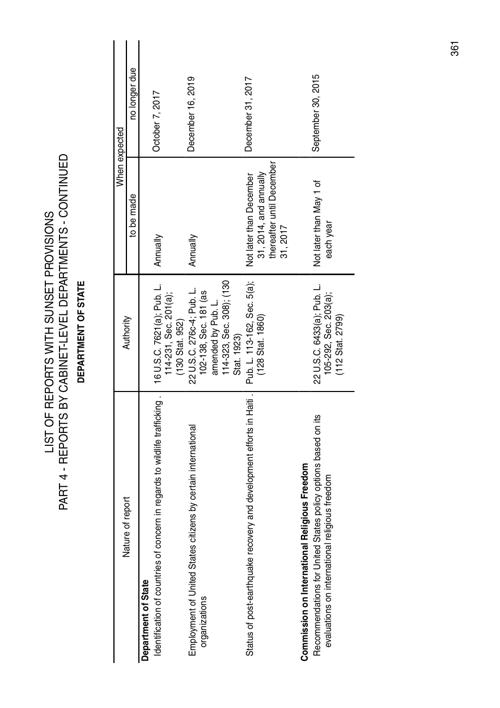 LIST OF REPORTS WITH SUNSET PROVISIONS
PART 4 - REPORTS BY CABINET-LEVEL DEPARTMENTS - CONTINUED
DEPARTMENT OF STATE
Nature of report
Authority
When expected
to be made
no longer due
Department of State
Identification of countries of concern in regards to wildlife trafficking .
16 U.S.C. 7621(a); Pub. L.
114-231, Sec. 201(a);
(130 Stat. 952)
Annually
October 7, 2017
Employment of United States citizens by certain international
organizations
22 U.S.C. 276c-4; Pub. L.
102-138, Sec. 181 (as
amended by Pub. L.
114-323, Sec. 308); (130
Stat. 1923)
Annually
December 16, 2019
Status of post-earthquake recovery and development efforts in Haiti .
Pub. L. 113-162, Sec. 5(a);
(128 Stat. 1860)
Not later than December
31, 2014, and annually
thereafter until December
31, 2017
December 31, 2017
Commission on International Religious Freedom
Recommendations for United States policy options based on its
evaluations on international religious freedom
22 U.S.C. 6433(a); Pub. L.
105-292, Sec. 203(a);
(112 Stat. 2799)
Not later than May 1 of
each year
September 30, 2015
361